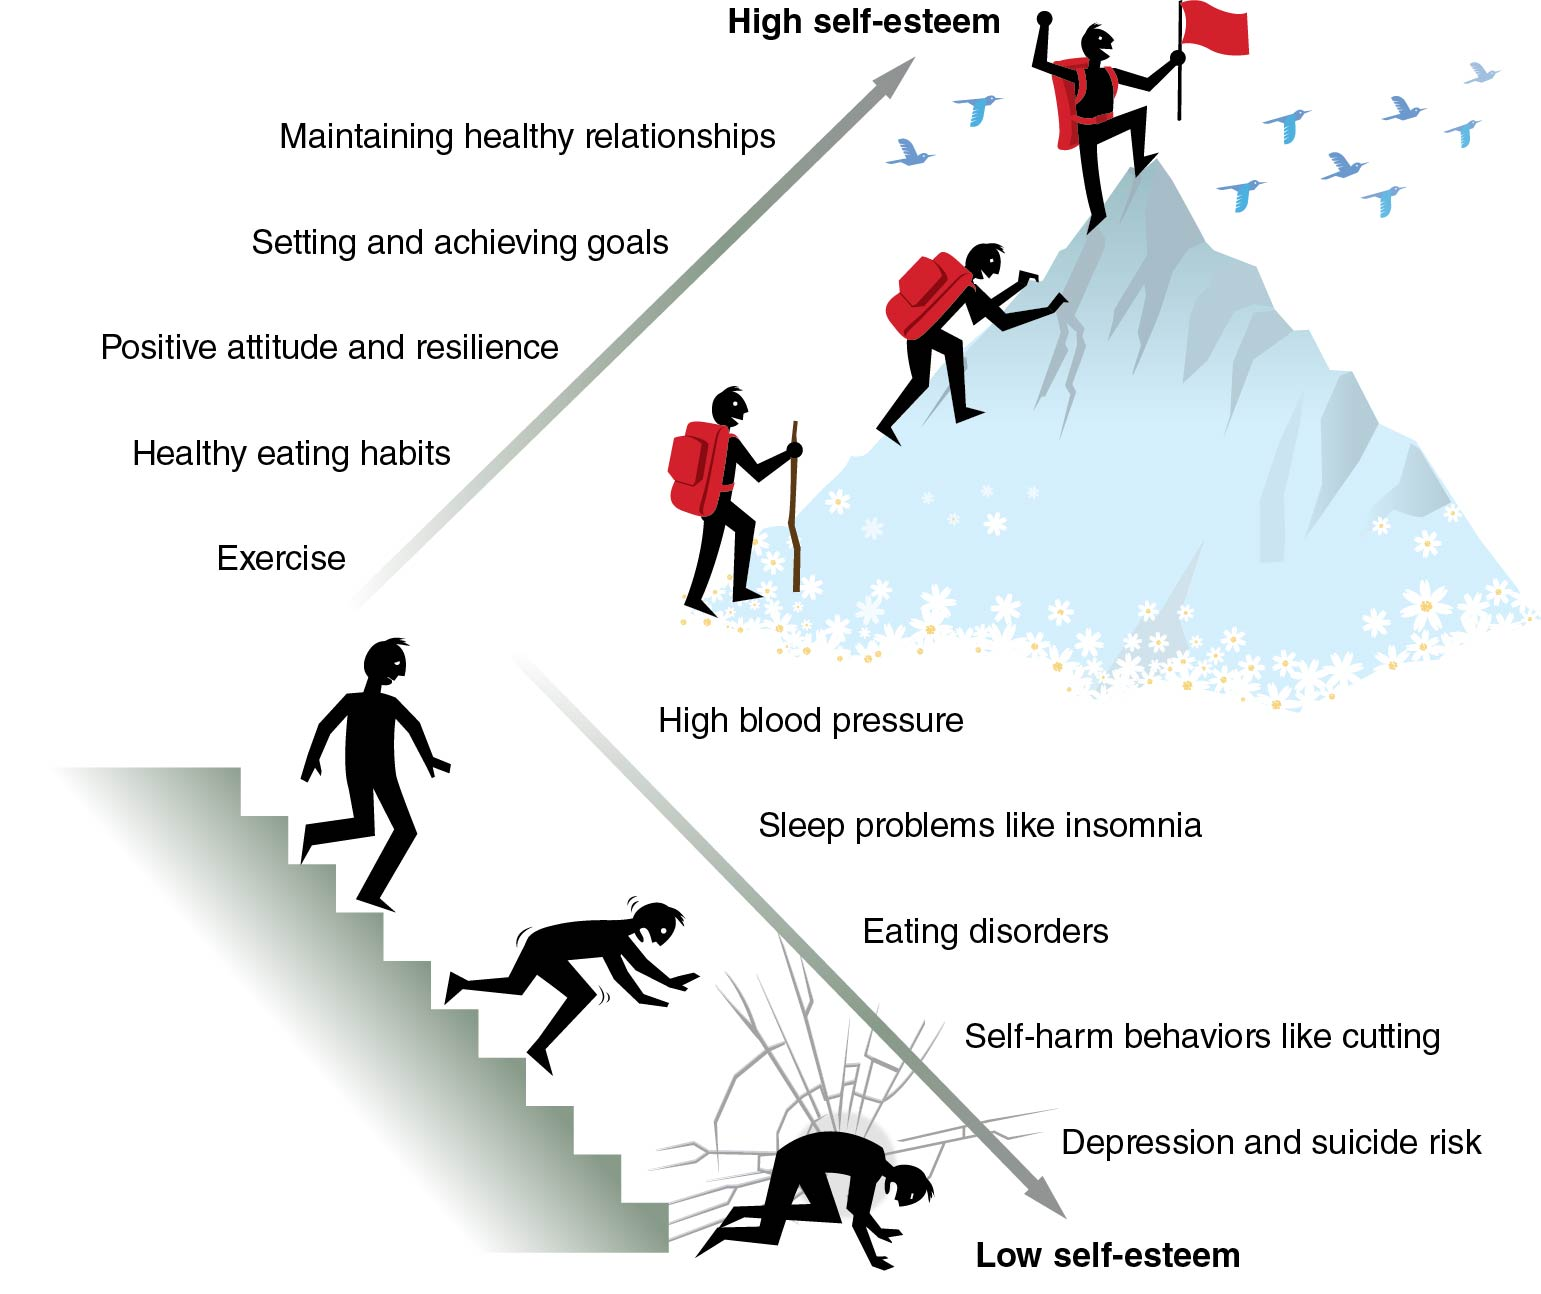 High self-esteem
Maintaining healthy relationships
Setting and achieving goals
Positive attitude and resilience
Healthy eating habits
Exercise
High blood pressure
Sleep problems like insomnia
Eating disorders
Self-harm behaviors like cutting
Depression and suicide risk
Low self-esteem